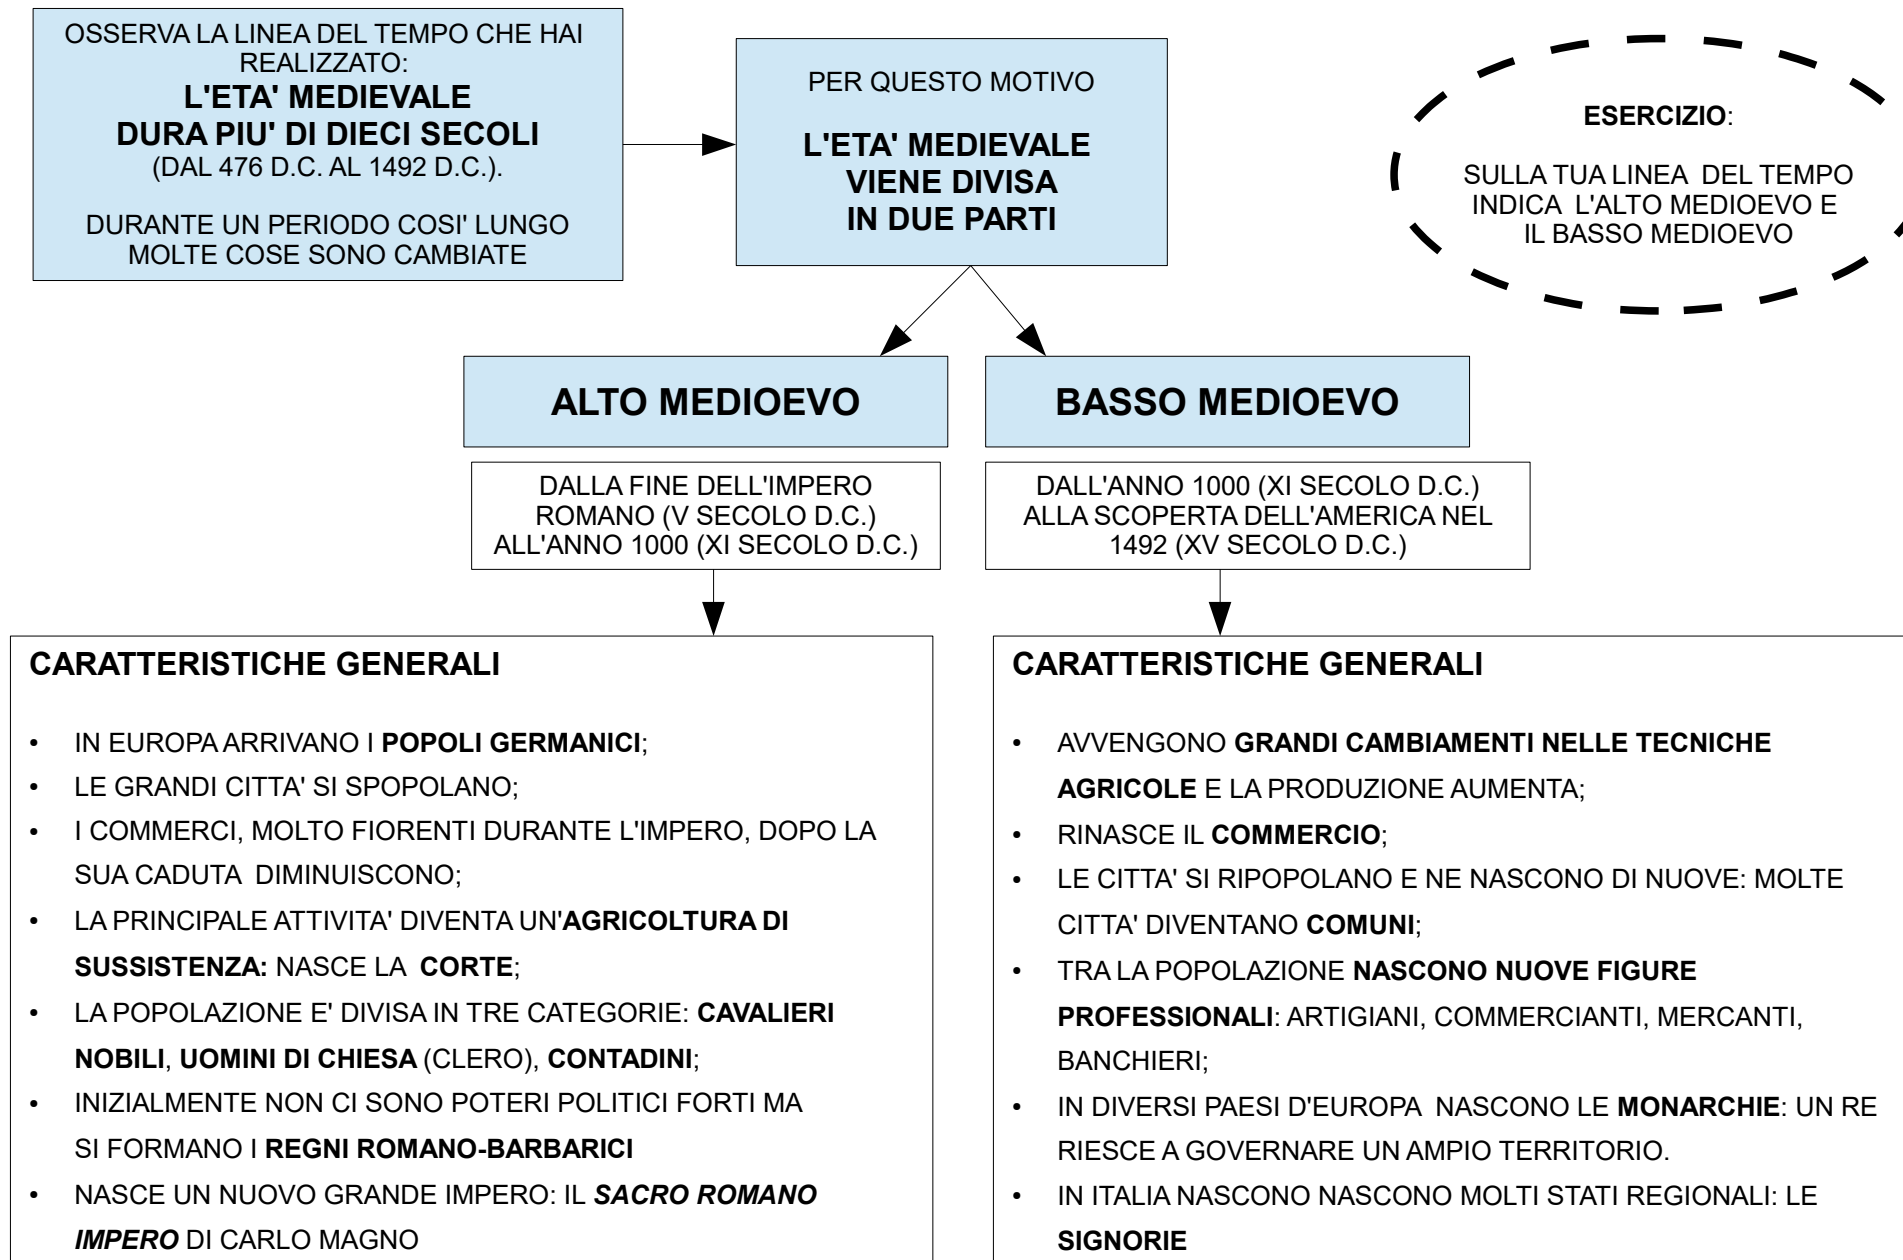 OSSERVA LA LINEA DEL TEMPO CHE HAI
REALIZZATO:
L'ETA' MEDIEVALE
DURA PIU' DI DIECI SECOLI
(DAL 476 D.C. AL 1492 D.C.).
DURANTE UN PERIODO COSI' LUNGO
MOLTE COSE SONO CAMBIATE
PER QUESTO MOTIVO
L'ETA' MEDIEVALE
VIENE DIVISA
IN DUE PARTI
ESERCIZIO:
SULLA TUA LINEA DEL TEMPO
INDICA L'ALTO MEDIOEVO E
IL BASSO MEDIOEVO
ALTO MEDIOEVO
DALLA FINE DELL'IMPERO
ROMANO (V SECOLO D.C.)
ALL'ANNO 1000 (XI SECOLO D.C.)
BASSO MEDIOEVO
DALL'ANNO 1000 (XI SECOLO D.C.)
ALLA SCOPERTA DELL'AMERICA NEL
1492 (XV SECOLO D.C.)
CARATTERISTICHE GENERALI
• IN EUROPA ARRIVANO I POPOLI GERMANICI;
• LE GRANDI CITTA' SI SPOPOLANO;
• I COMMERCI, MOLTO FIORENTI DURANTE L'IMPERO, DOPO LA
SUA CADUTA DIMINUISCONO;
• LA PRINCIPALE ATTIVITA' DIVENTA UN'AGRICOLTURA DI
SUSSISTENZA: NASCE LA CORTE;
• LA POPOLAZIONE E' DIVISA IN TRE CATEGORIE: CAVALIERI
NOBILI, UOMINI DI CHIESA (CLERO), CONTADINI;
• INIZIALMENTE NON CI SONO POTERI POLITICI FORTI MA
SI FORMANO I REGNI ROMANO-BARBARICI
• NASCE UN NUOVO GRANDE IMPERO: IL SACRO ROMANO
IMPERO DI CARLO MAGNO
CARATTERISTICHE GENERALI
• AVVENGONO GRANDI CAMBIAMENTI NELLE TECNICHE
AGRICOLE E LA PRODUZIONE AUMENTA;
• RINASCE IL COMMERCIO;
• LE CITTA' SI RIPOPOLANO E NE NASCONO DI NUOVE: MOLTE
CITTA' DIVENTANO COMUNI;
• TRA LA POPOLAZIONE NASCONO NUOVE FIGURE
PROFESSIONALI: ARTIGIANI, COMMERCIANTI, MERCANTI,
BANCHIERI;
• IN DIVERSI PAESI D'EUROPA NASCONO LE MONARCHIE: UN RE
RIESCE A GOVERNARE UN AMPIO TERRITORIO.
• IN ITALIA NASCONO NASCONO MOLTI STATI REGIONALI: LE
SIGNORIE